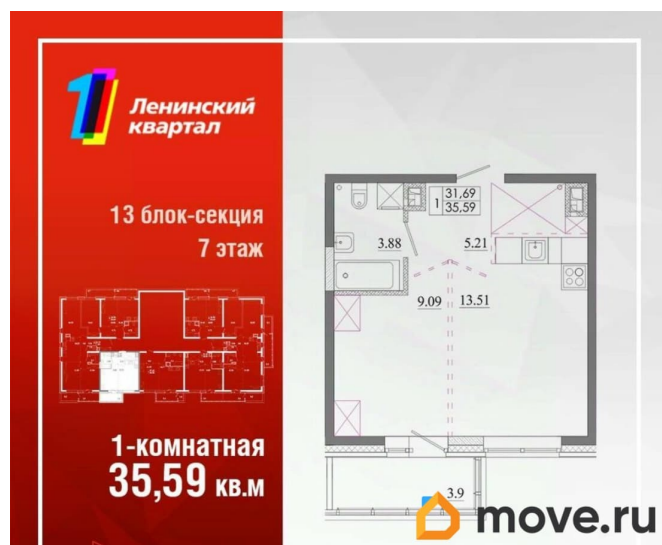 Ленинский
квартал
13 блок-секция
7 этаж
1-комнатная
35,59 кв.м
1 31,69
35,59
3.88
5.21
9.09
13.51
3.9
move.ru